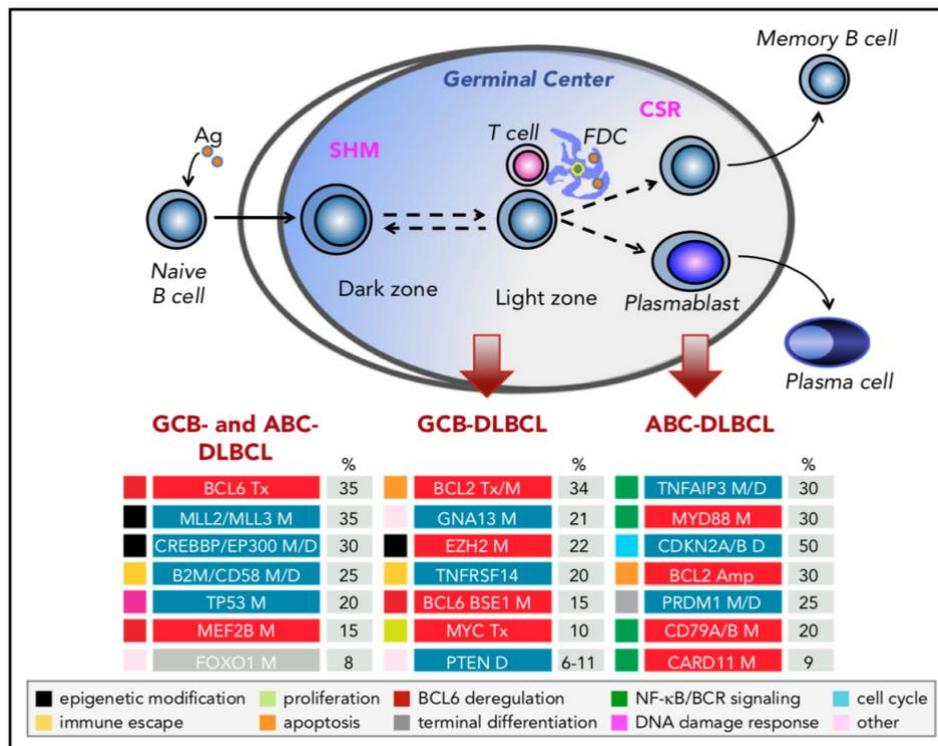 Memory B cell
Germinal Center
CSR
T cell FDC
Ag
SHM
Naive
B cell
Dark zone
Light zone
Plasmablast
Plasma cell
GCB- and ABC-
DLBCL
%
BCL6 Tx 35
MLL2/MLL3 M 35
CREBBP/EP300 M/D 30
B2M/CD58 M/D 25
TP53 M 20
MEF2B M 15
FOXO1 M 8
GCB-DLBCL
%
BCL2 Tx/M 34
GNA13 M 21
EZH2 M 22
TNFRSF14 20
BCL6 BSE1 M 15
MYC Tx 10
PTEN D 6-11
ABC-DLBCL
%
TNFAIP3 M/D 30
MYD88 M 30
CDKN2A/B D 50
BCL2 Amp 30
PRDM1 M/D 25
CD79A/B M 20
CARD11 M 9
epigenetic modification proliferation BCL6 deregulation NF-κB/BCR signaling cell cycle
immune escape apoptosis terminal differentiation DNA damage response other